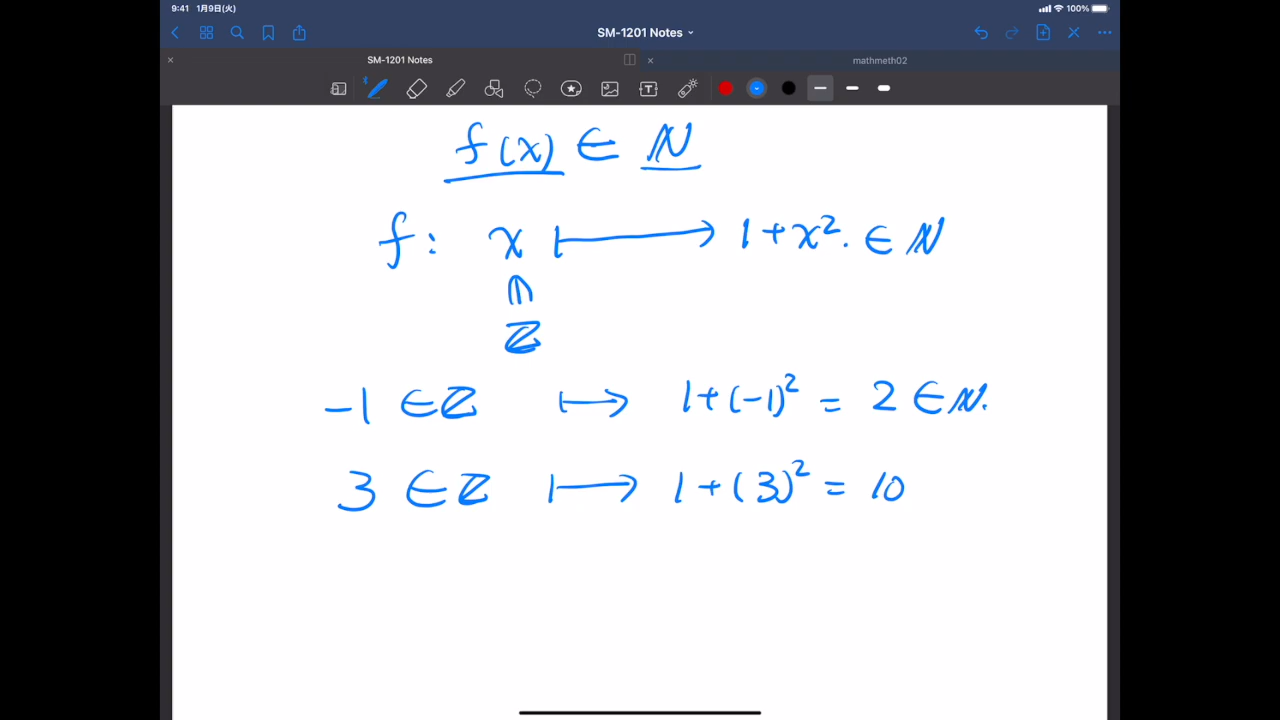 9:41 1月9日(火) 100%
SM-1201 Notes
SM-1201 Notes mathmeth02
f(x) ∈ ℕ
f: x ⟼ 1+x². ∈ ℕ
⋔
ℤ
-1 ∈ ℤ ⟼ 1+(-1)² = 2 ∈ ℕ.
3 ∈ ℤ ⟼ 1+(3)² = 10